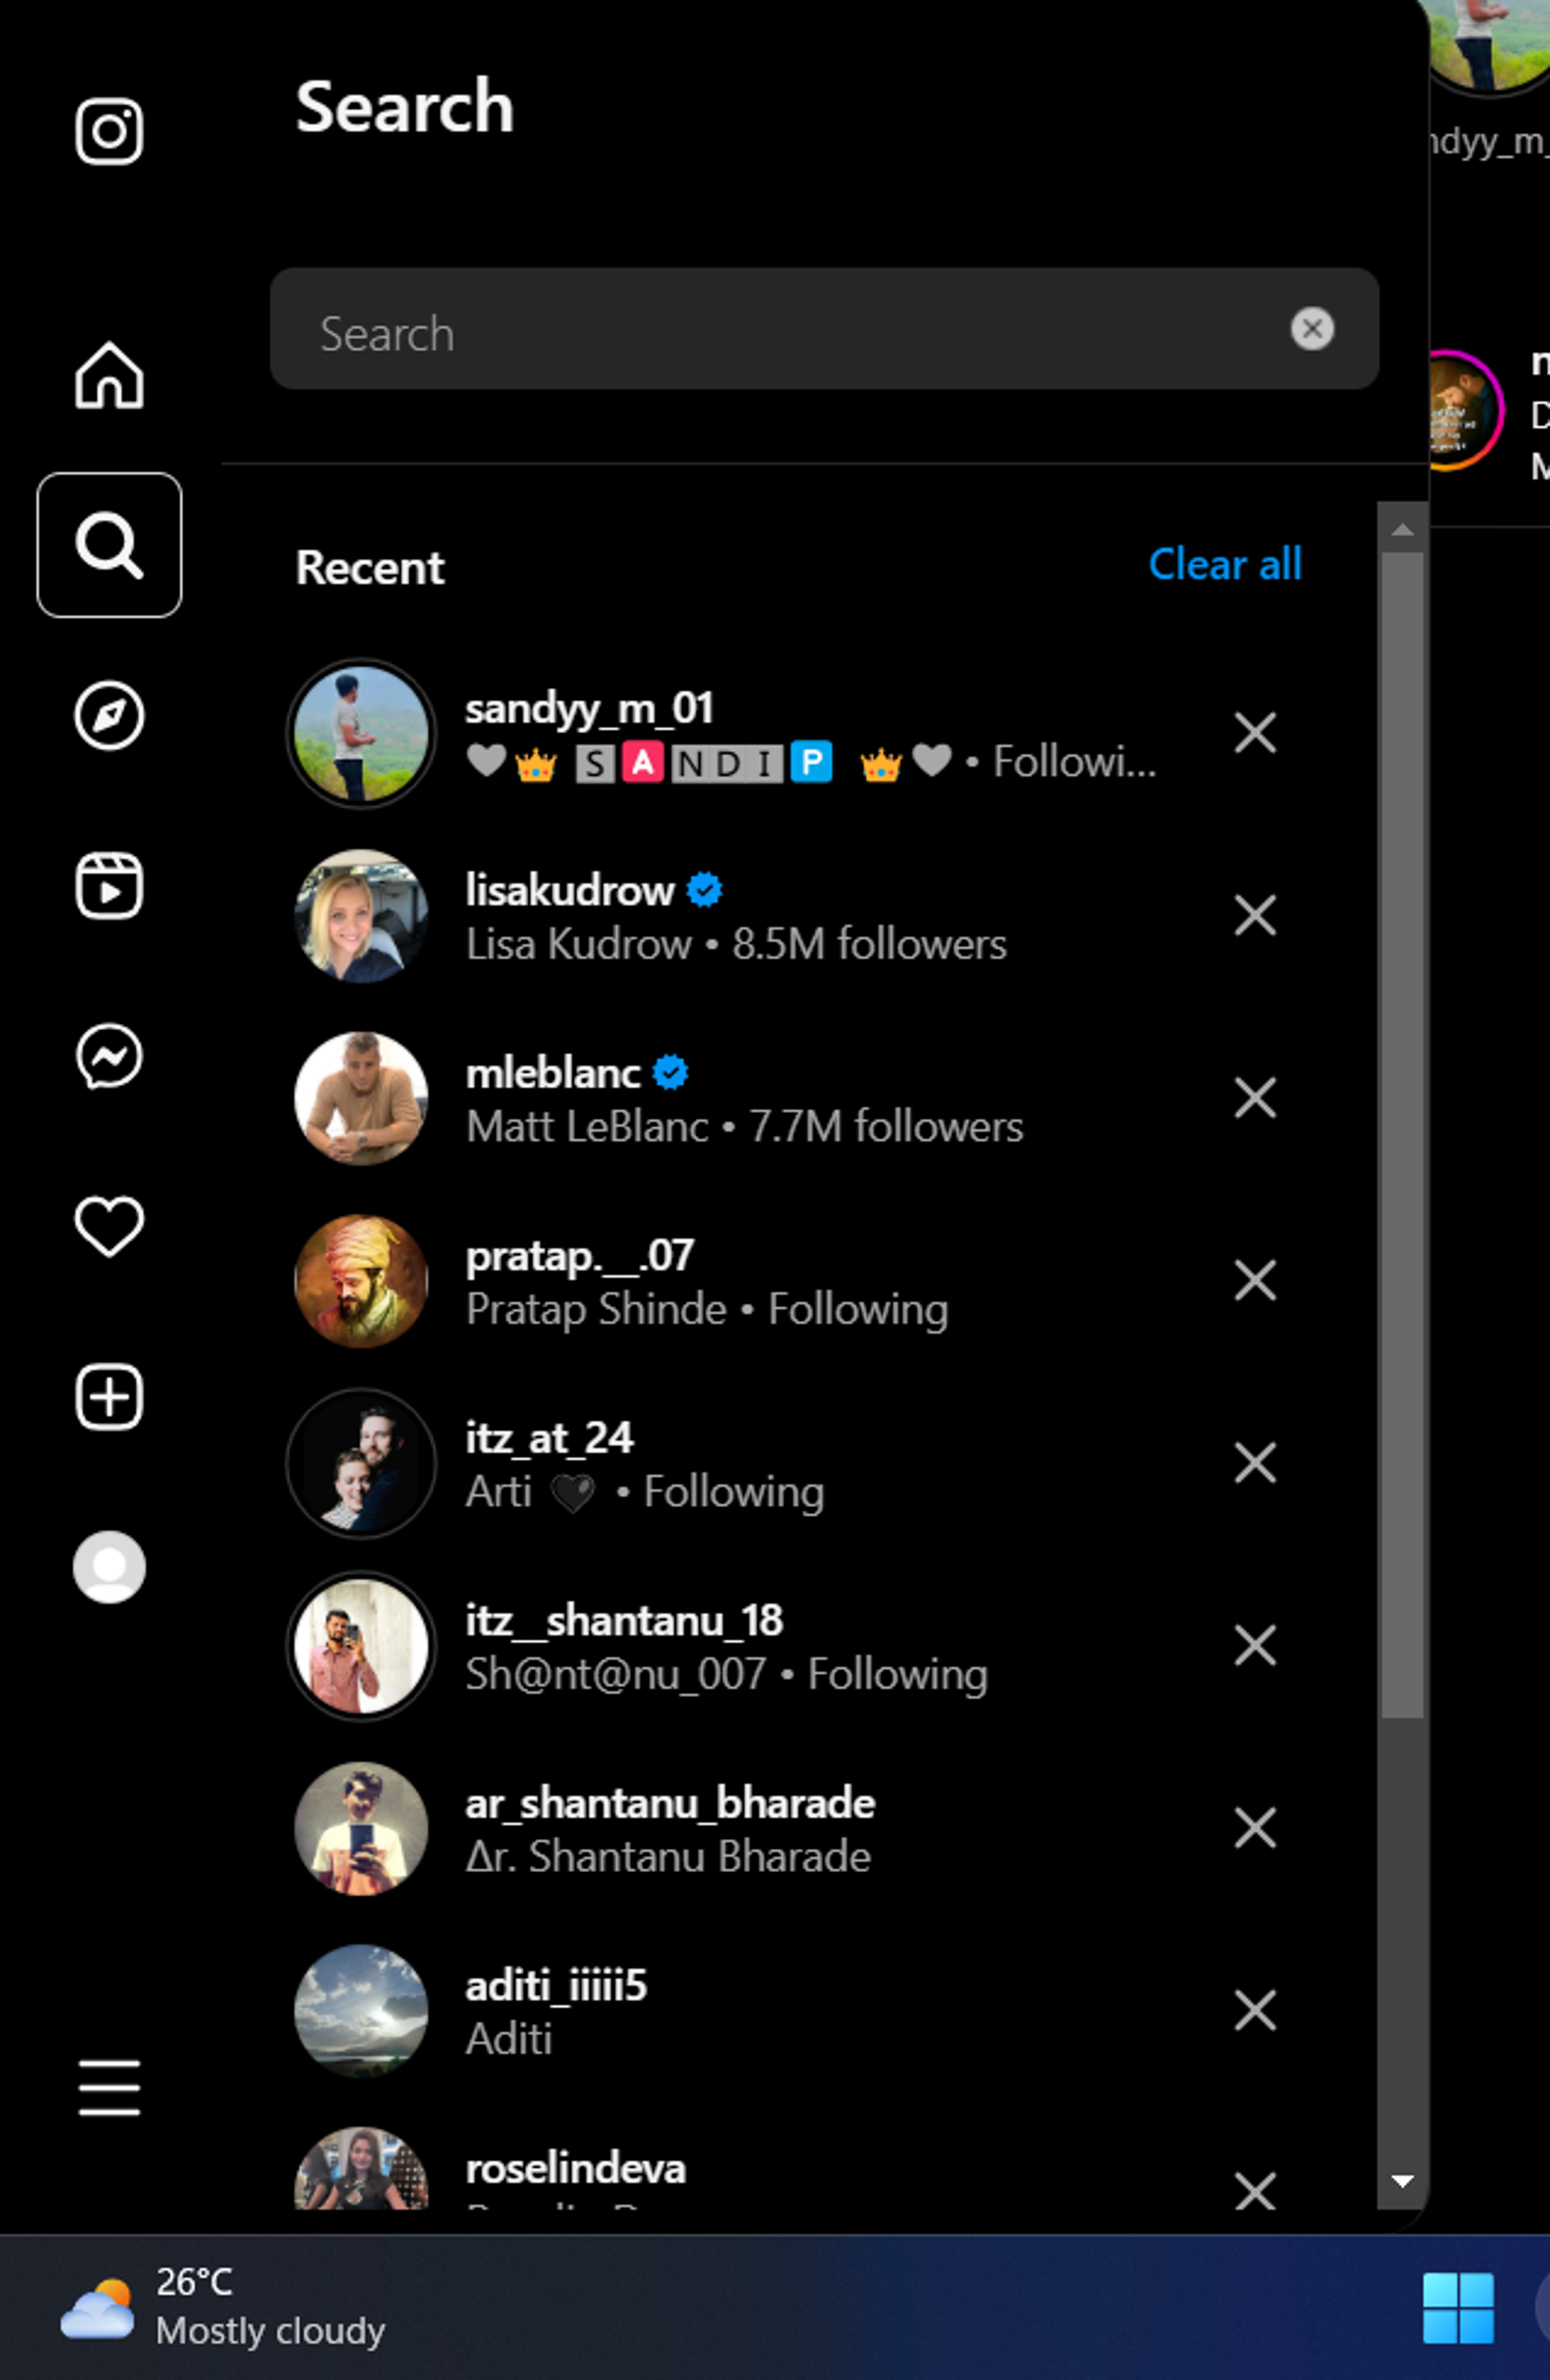 Search
Search
Recent
Clear all
sandyy_m_01
🤍👑 🅂🅰🄽🄳🄸🅿 👑🤍 • Followi...
lisakudrow
Lisa Kudrow • 8.5M followers
mleblanc
Matt LeBlanc • 7.7M followers
pratap.__.07
Pratap Shinde • Following
itz_at_24
Arti 🖤 • Following
itz__shantanu_18
Sh@nt@nu_007 • Following
ar_shantanu_bharade
Δr. Shantanu Bharade
aditi_iiiii5
Aditi
roselindeva
ndyy_m_
26°C
Mostly cloudy